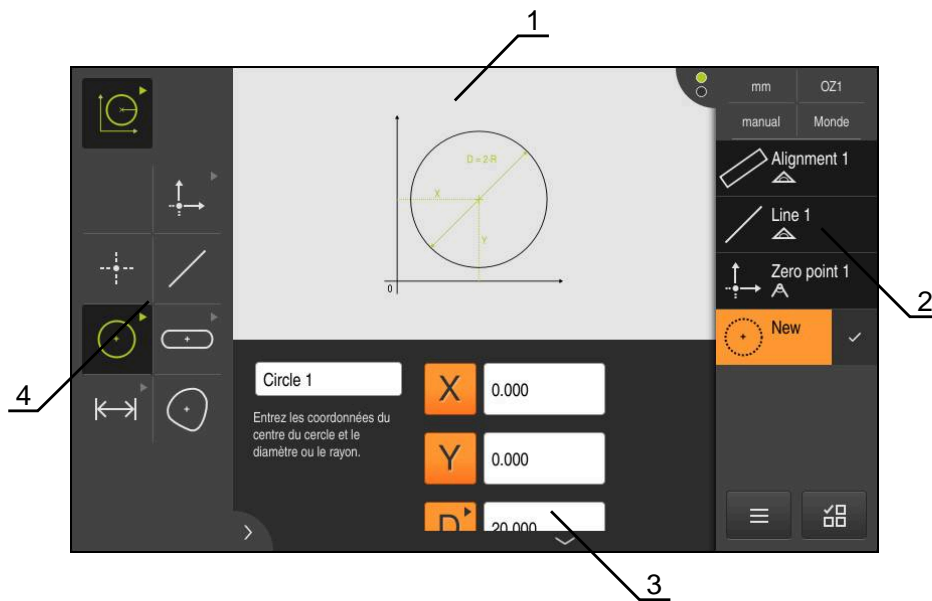 1
mm
OZ1
manual
Monde
D = 2·R
X
Y
0
Alignment 1
Line 1
Zero point 1
New
2
4
Circle 1
Entrez les coordonnées du
centre du cercle et le
diamètre ou le rayon.
X
0.000
Y
0.000
D
20.000
3